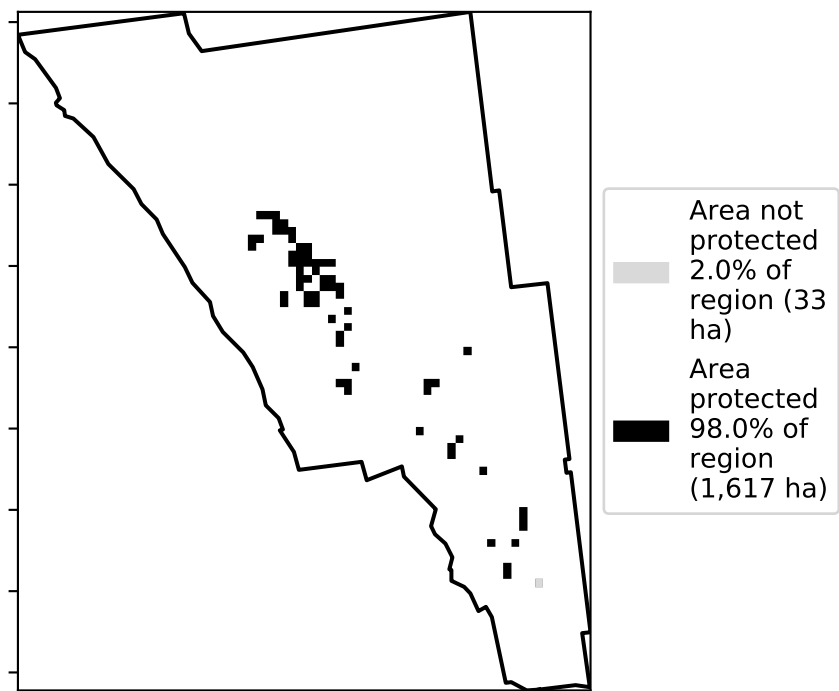 Area not
protected
2.0% of
region (33
ha)
Area
protected
98.0% of
region
(1,617 ha)